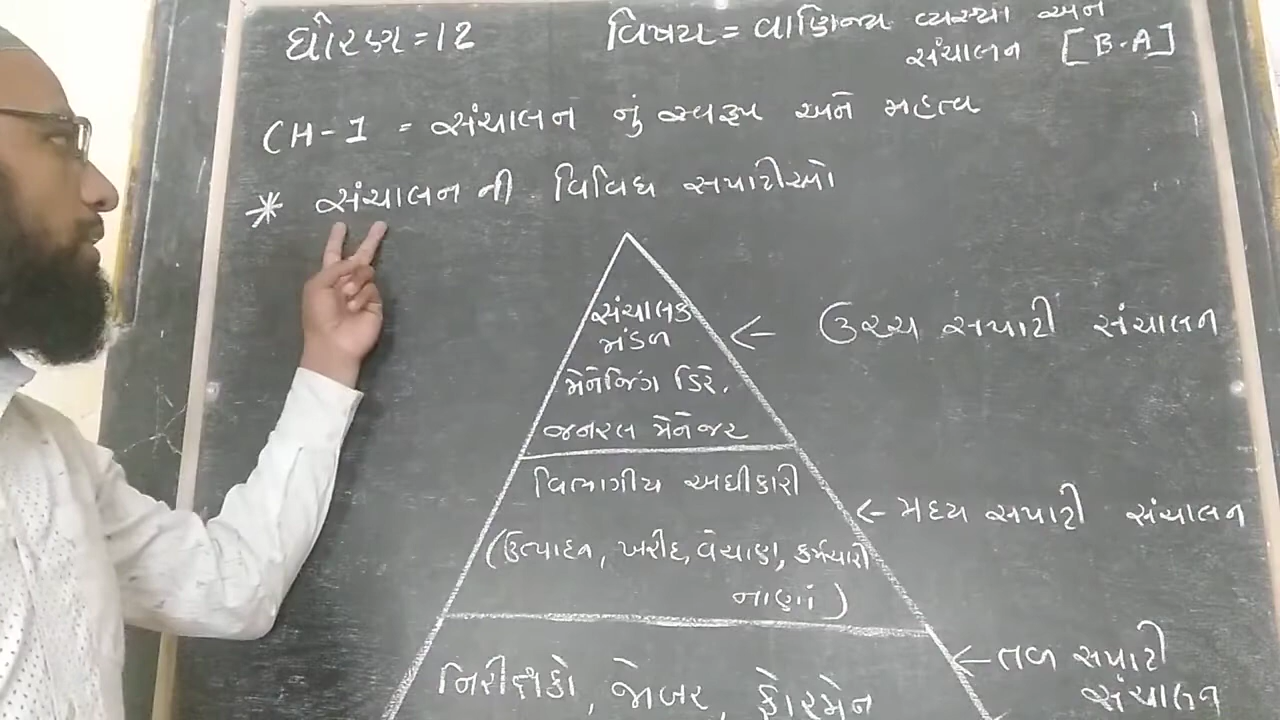 ધોરણ = 12
વિષય = વાણિજ્ય વ્યસ્થા અને
સંચાલન [B.A]
CH-1 = સંચાલન નું સ્વરૂપ અને મહત્વ
* સંચાલન ની વિવિધ સપાટીઓ
સંચાલક
મંડળ
← ઉચ્ચ સપાટી સંચાલન
મેનેજિંગ ડિરે.
જનરલ મેનેજર
વિભાગીય અધીકારી
← મધ્ય સપાટી સંચાલન
(ઉત્પાદન, ખરીદ, વેચાણ, કર્મચારી
નાણાં)
← તળ સપાટી
સંચાલન
નિરીક્ષકો, જોબર, ફોરમેન